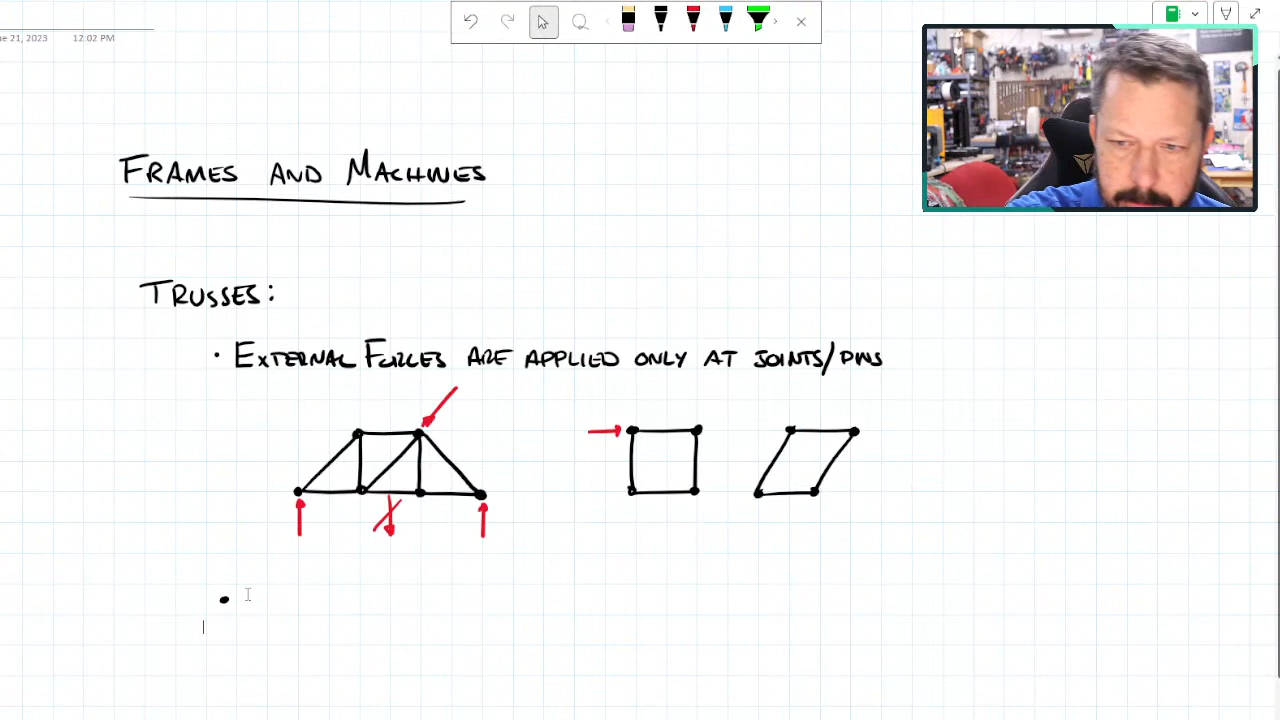 ne 21, 2023 12:02 PM
FRAMES AND MACHINES
TRUSSES:
• EXTERNAL FORCES ARE APPLIED ONLY AT JOINTS/PINS